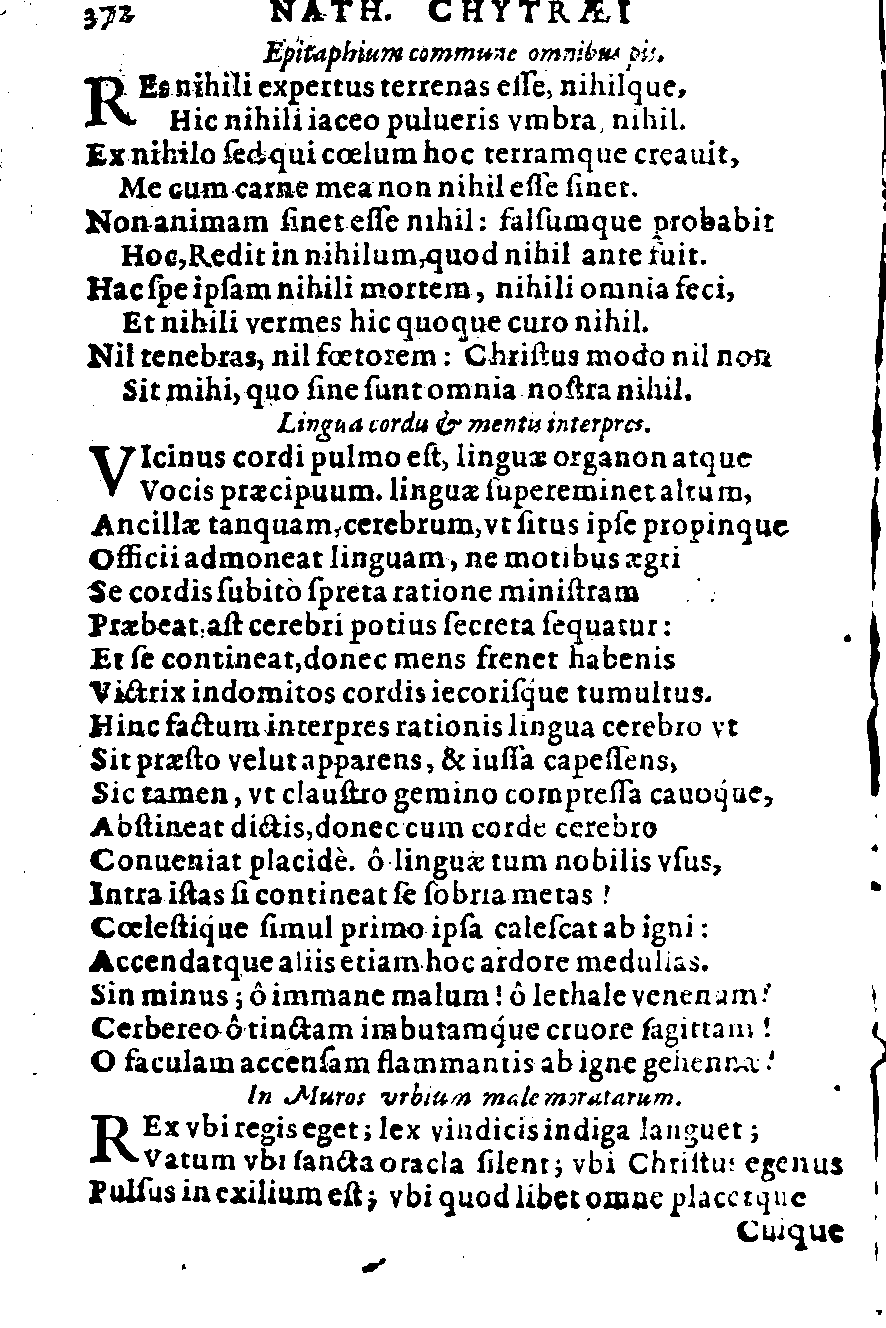 372 NATH. CHYTRÆI
Epitaphium commune omnibus piis.
REs nihili expertus terrenas eſſe, nihilque,
Hic nihili iaceo pulueris vmbra, nihil.
Ex nihilo ſed qui cœlum hoc terramque creauit,
Me cum carne mea non nihil eſſe ſinet.
Non animam ſinet eſſe nihil: falſumque probabit
Hoc, Redit in nihilum, quod nihil ante fuit.
Hac ſpe ipſam nihili mortem, nihili omnia feci,
Et nihili vermes hic quoque curo nihil.
Nil tenebras, nil fœtorem: Chriſtus modo nil non
Sit mihi, quo ſine ſunt omnia noſtra nihil.
Lingua cordis & mentis interpres.
VIcinus cordi pulmo eſt, linguæ organon atque
Vocis præcipuum. linguæ ſupereminet altum,
Ancillæ tanquam, cerebrum, vt ſitus ipſe propinque
Officii admoneat linguam, ne motibus ægri
Se cordis ſubitò ſpreta ratione miniſtram
Præbeat, aſt cerebri potius ſecreta ſequatur:
Et ſe contineat, donec mens frenet habenis
Victrix indomitos cordis iecoriſq́ue tumultus.
Hinc factum interpres rationis lingua cerebro vt
Sit præſto velut apparens, & iuſſa capeſſens,
Sic tamen, vt clauſtro gemino compreſſa cauoq́ue,
Abſtineat dictis, donec cum corde cerebro
Conueniat placidè. ô linguæ tum nobilis vſus,
Intra iſtas ſi contineat ſe ſobria metas!
Cœleſtiq́ue ſimul primo ipſa caleſcat ab igni:
Accendatque aliis etiam hoc ardore medullas.
Sin minus; ô immane malum! ô lethale venenum!
Cerbereo ô tinctam imbutamq́ue cruore ſagittam!
O faculam accenſam flammantis ab igne gehennæ!
In Muros vrbium male moratarum.
REx vbi regis eget; lex vindicis indiga languet;
Vatum vbi ſancta oracla ſilent; vbi Chriſtus egenus
Pulſus in exilium eſt; vbi quod libet omne placetque
Cuique